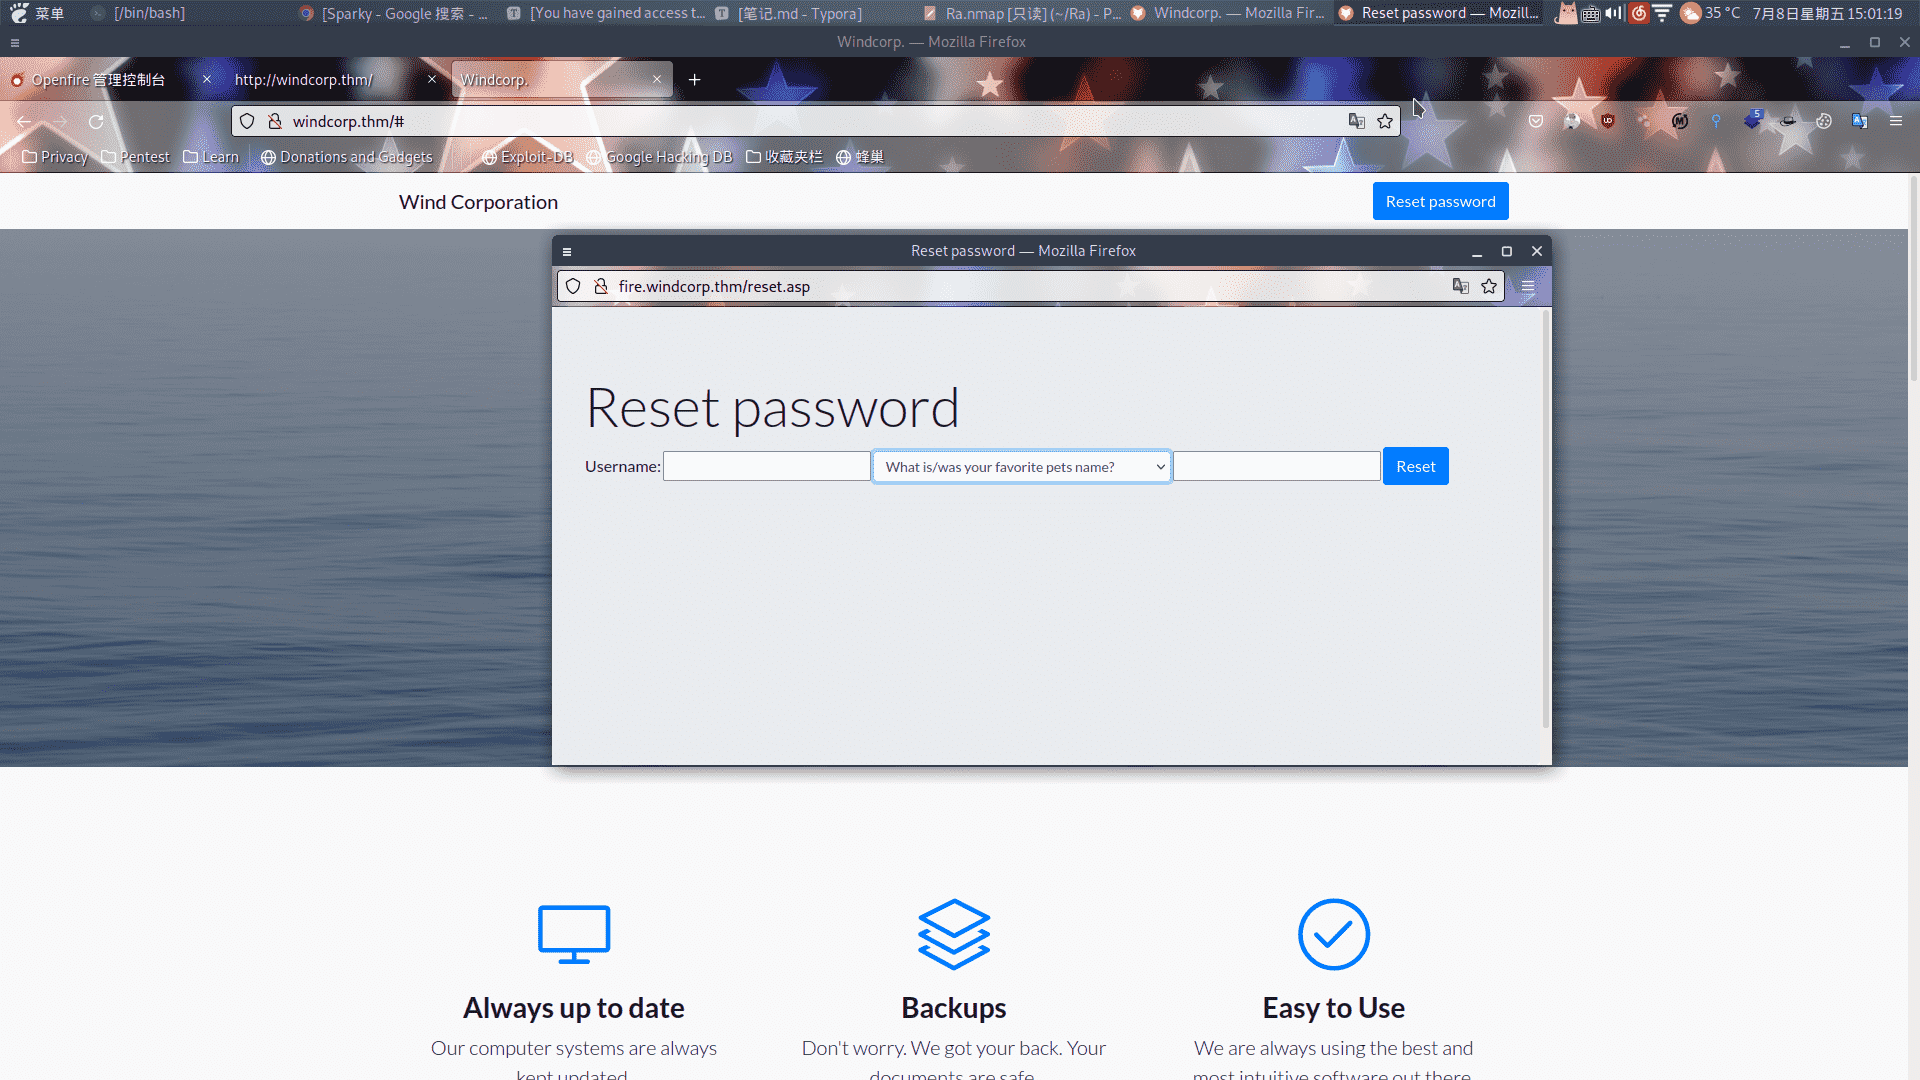 菜单
[/bin/bash]
[Sparky - Google 搜索 - ...
[You have gained access t...
[笔记.md - Typora]
Ra.nmap [只读] (~/Ra) - P...
Windcorp. — Mozilla Fir...
Reset password — Mozill...
35 °C
7月8日星期五 15:01:19
Windcorp. — Mozilla Firefox
Openfire 管理控制台
http://windcorp.thm/
Windcorp.
windcorp.thm/#
5
Privacy
Pentest
Learn
Donations and Gadgets
Exploit-DB
Google Hacking DB
收藏夹栏
蜂巢
Wind Corporation
Reset password
Reset password — Mozilla Firefox
fire.windcorp.thm/reset.asp
Reset password
Username:
What is/was your favorite pets name?
Reset
Always up to date
Backups
Easy to Use
Our computer systems are always
Don't worry. We got your back. Your
We are always using the best and
kept updated
documents are safe
most intuitive software out there